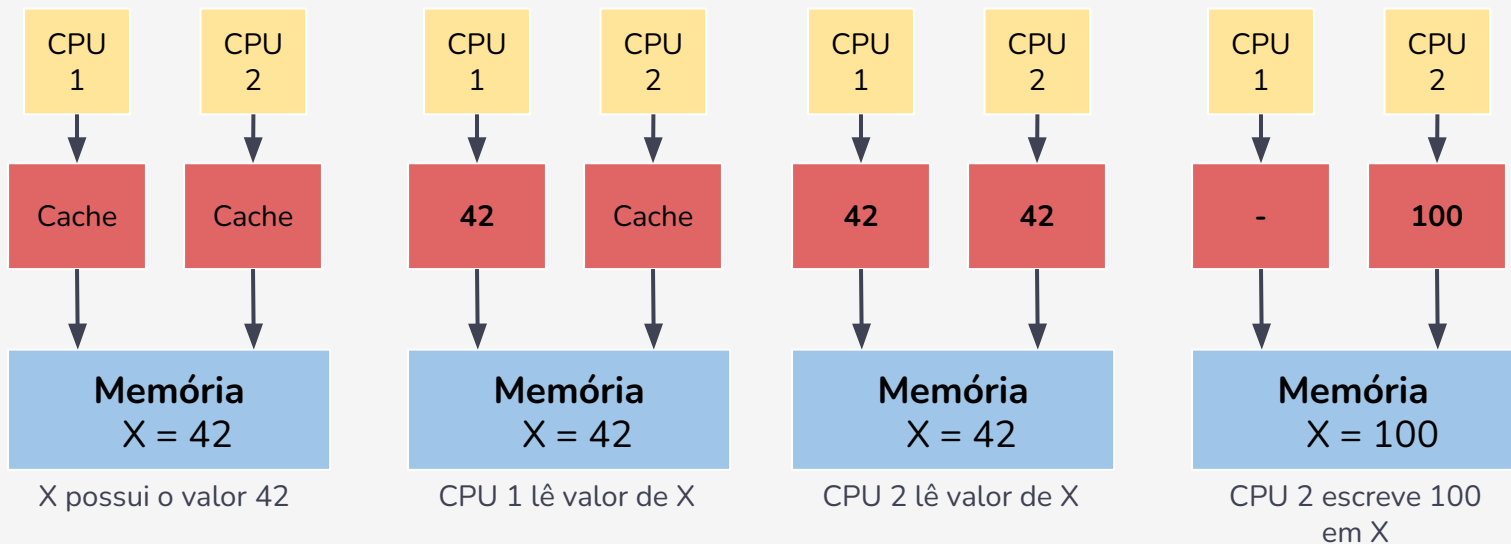 CPU
1
CPU
2
Cache
Cache
Memória
X = 42
X possui o valor 42
CPU
1
CPU
2
42
Cache
Memória
X = 42
CPU 1 lê valor de X
CPU
1
CPU
2
42
42
Memória
X = 42
CPU 2 lê valor de X
CPU
1
CPU
2
-
100
Memória
X = 100
CPU 2 escreve 100
em X